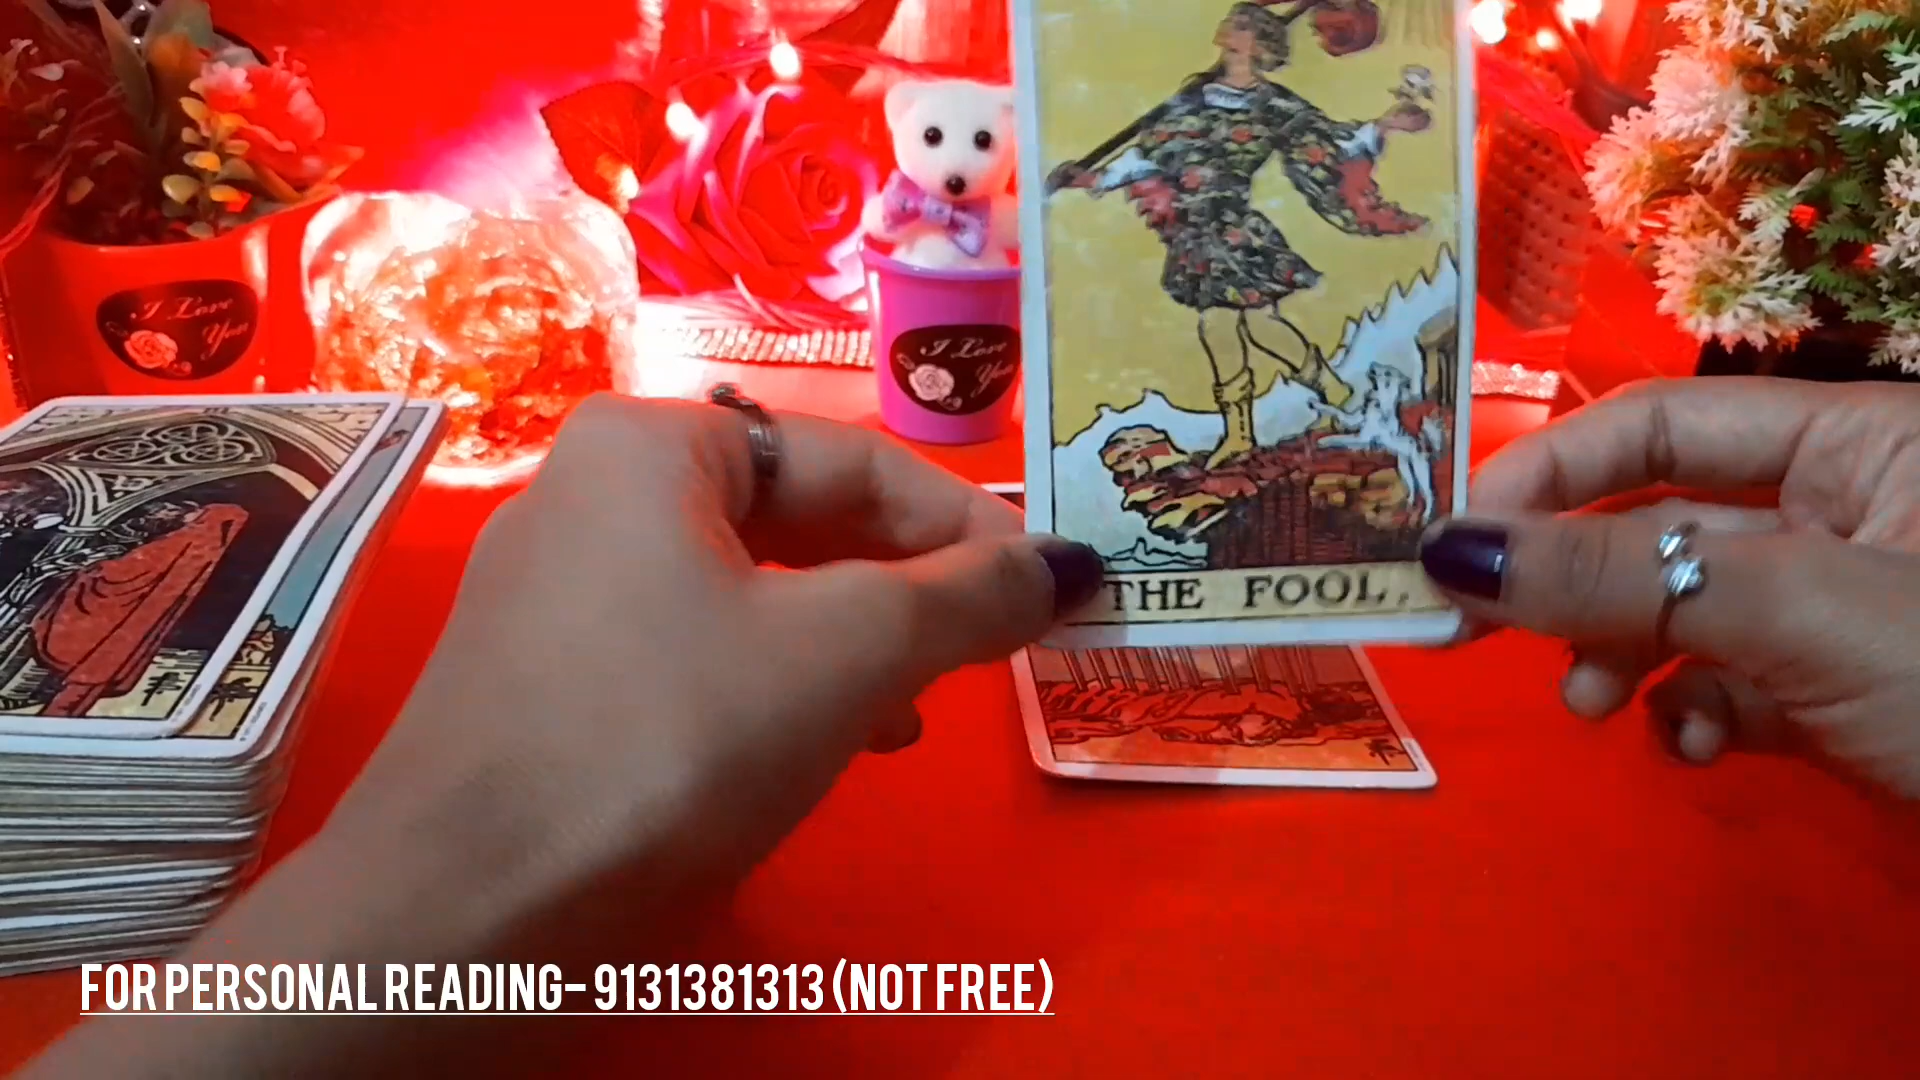 I Love
You
I Love
You
THE FOOL.
FOR PERSONAL READING- 9131381313 (NOT FREE)